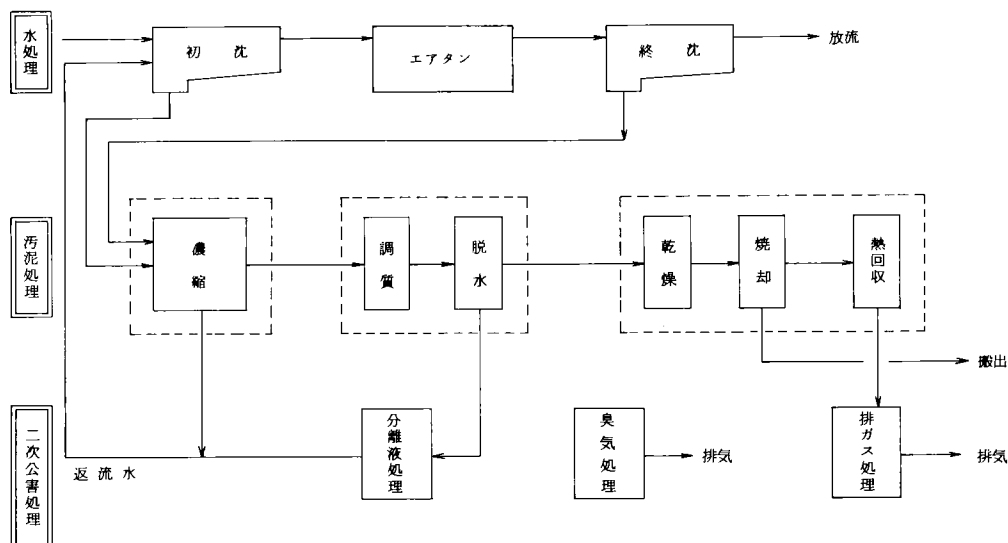 水処理
初沈
エアタン
終沈
放流
汚泥処理
濃縮
調質
脱水
乾燥
焼却
熱回収
搬出
二次公害処理
返流水
分離液処理
臭気処理
排気
排ガス処理
排気